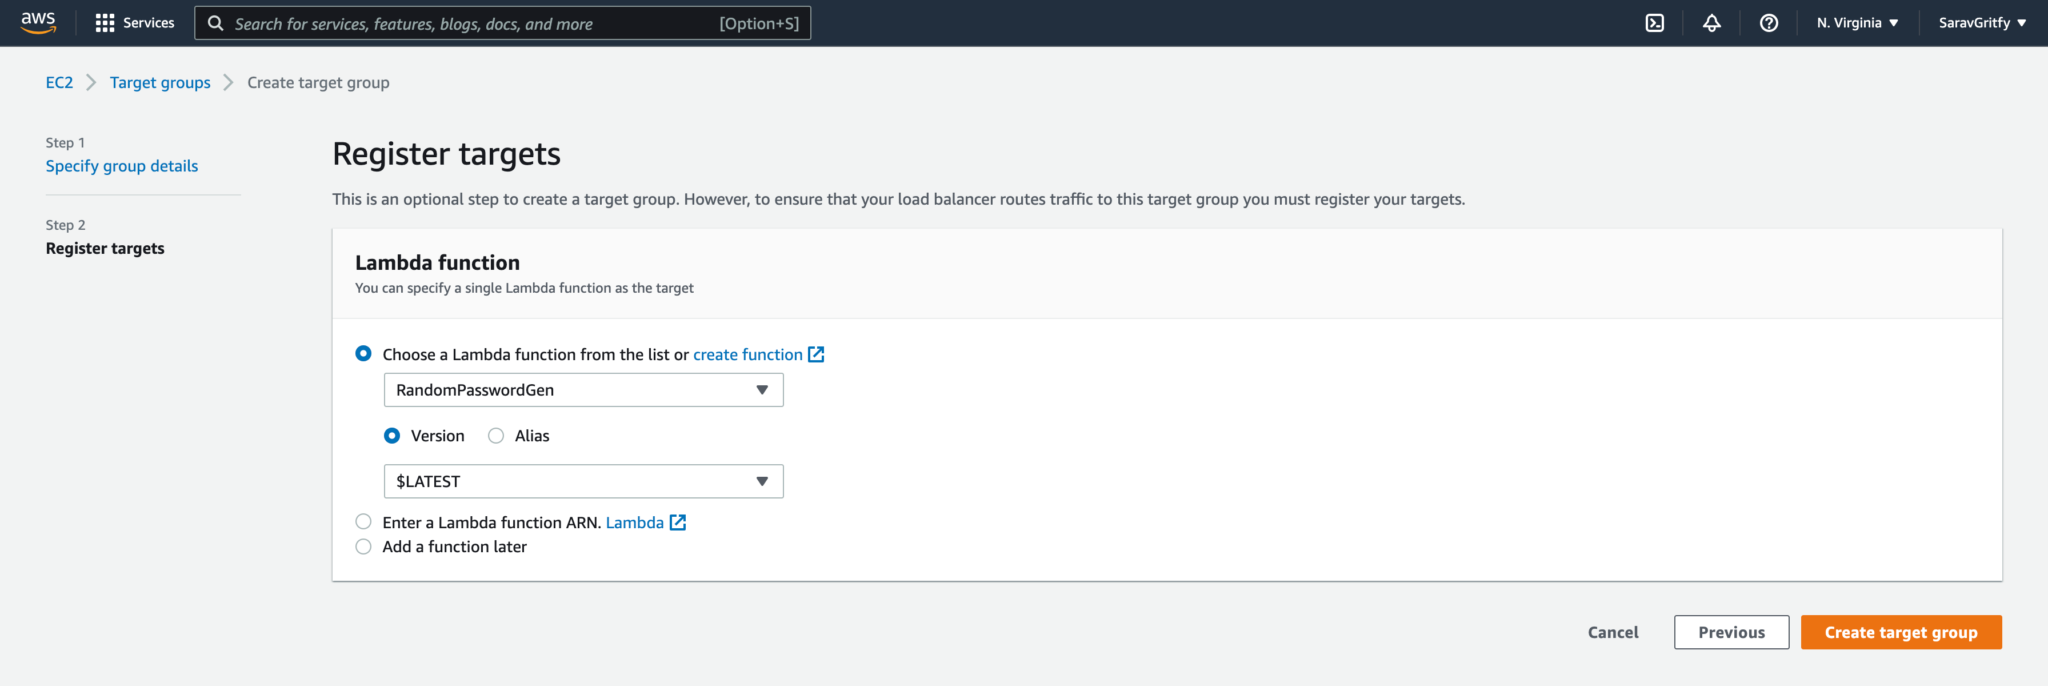 aws Services Search for services, features, blogs, docs, and more [Option+S] N. Virginia SaravGritfy
EC2 Target groups Create target group
Step 1
Specify group details
Step 2
Register targets
Register targets
This is an optional step to create a target group. However, to ensure that your load balancer routes traffic to this target group you must register your targets.
Lambda function
You can specify a single Lambda function as the target
Choose a Lambda function from the list or create function
RandomPasswordGen
Version Alias
$LATEST
Enter a Lambda function ARN. Lambda
Add a function later
Cancel Previous Create target group